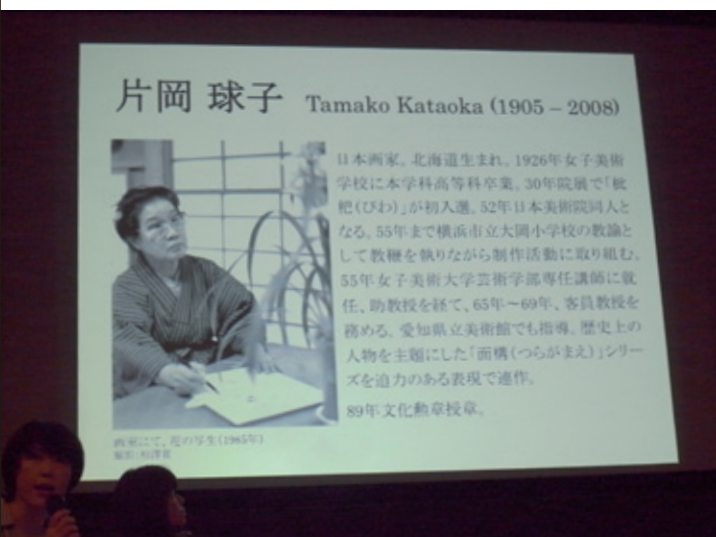 片岡 球子 Tamako Kataoka (1905 – 2008)
日本画家。北海道生まれ。1926年女子美術
学校に本学科高等科卒業。30年院展で「枇
杷(びわ)」が初入選。52年日本美術院同人と
なる。55年まで横浜市立大岡小学校の教諭と
して教鞭を執りながら制作活動に取り組む。
55年女子美術大学芸術学部専任講師に就
任、助教授を経て、65年〜69年、客員教授を
務める。愛知県立美術館でも指導。歴史上の
人物を主題にした「面構(つらがまえ)」シリー
ズを迫力のある表現で連作。
89年文化勲章授章。
画室にて、花の写生(1985年)